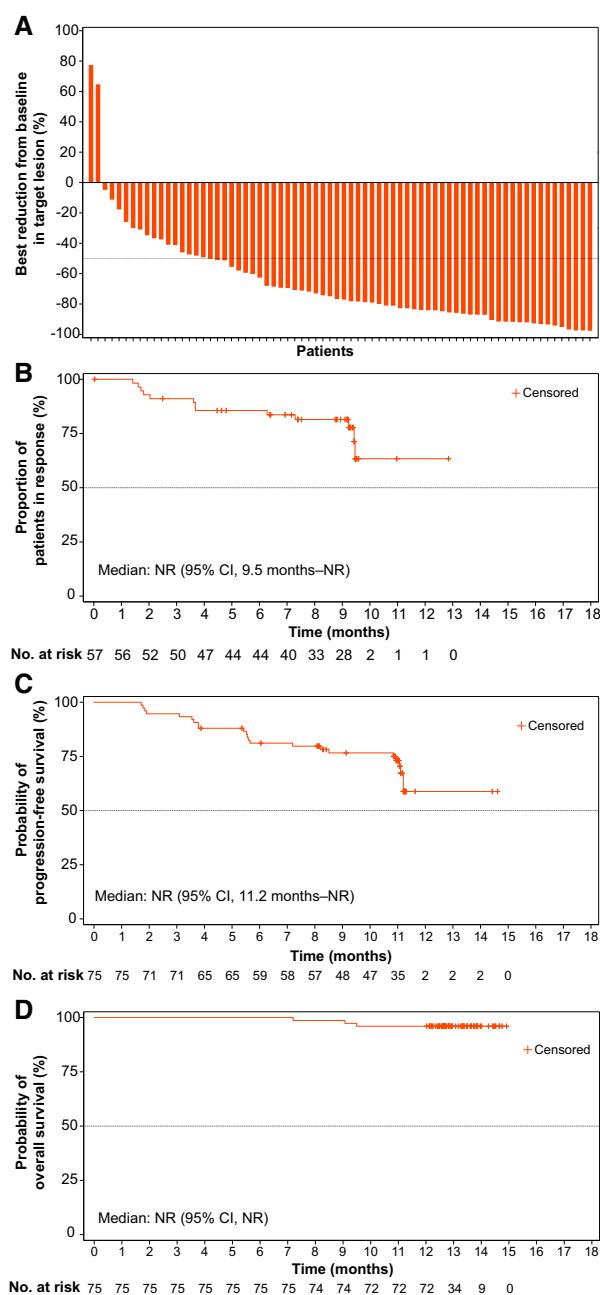 A
Best reduction from baseline
in target lesion (%)
100
80
60
40
20
0
-20
-40
-60
-80
-100
Patients
B
Proportion of
patients in response (%)
100
75
50
25
0
Censored
Median: NR (95% CI, 9.5 months–NR)
0 1 2 3 4 5 6 7 8 9 10 11 12 13 14 15 16 17 18
Time (months)
No. at risk 57 56 52 50 47 44 44 40 33 28 2 1 1 0
C
Probability of
progression-free survival (%)
100
75
50
25
0
Censored
Median: NR (95% CI, 11.2 months–NR)
0 1 2 3 4 5 6 7 8 9 10 11 12 13 14 15 16 17 18
Time (months)
No. at risk 75 75 71 71 65 65 59 58 57 48 47 35 2 2 2 0
D
Probability of
overall survival (%)
100
75
50
25
0
Censored
Median: NR (95% CI, NR)
0 1 2 3 4 5 6 7 8 9 10 11 12 13 14 15 16 17 18
Time (months)
No. at risk 75 75 75 75 75 75 75 75 74 74 72 72 72 34 9 0